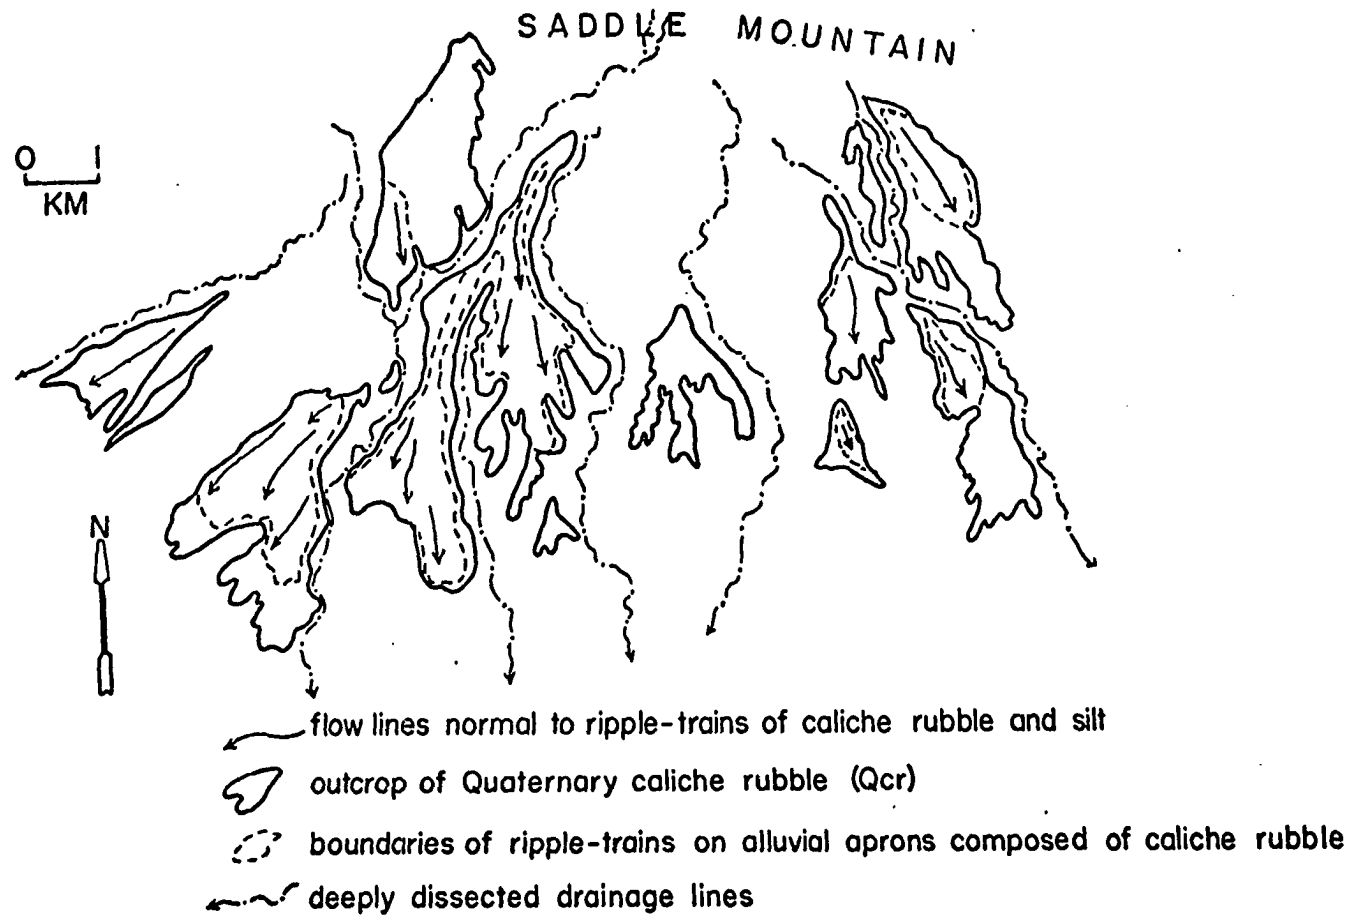 SADDLE MOUNTAIN
0 1
KM
N
flow lines normal to ripple-trains of caliche rubble and silt
outcrop of Quaternary caliche rubble (Qcr)
boundaries of ripple-trains on alluvial aprons composed of caliche rubble
deeply dissected drainage lines